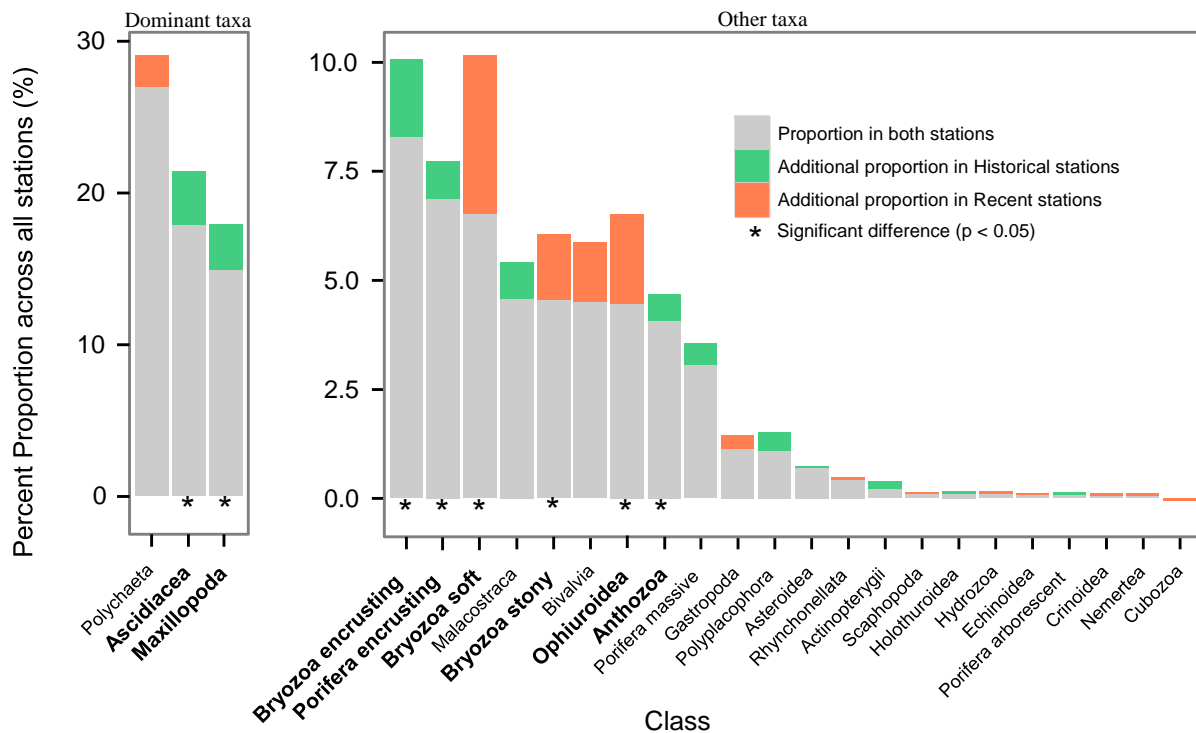 Dominant taxa
Other taxa
Percent Proportion across all stations (%)
30
20
10
0
10.0
7.5
5.0
2.5
0.0
Proportion in both stations
Additional proportion in Historical stations
Additional proportion in Recent stations
* Significant difference (p < 0.05)
* *
* * * * * *
Polychaeta
Ascidiacea
Maxillopoda
Bryozoa encrusting
Porifera encrusting
Bryozoa soft
Malacostraca
Bryozoa stony
Bivalvia
Ophiuroidea
Anthozoa
Porifera massive
Gastropoda
Polyplacophora
Asteroidea
Rhynchonellata
Actinopterygii
Scaphopoda
Holothuroidea
Hydrozoa
Echinoidea
Porifera arborescent
Crinoidea
Nemertea
Cubozoa
Class